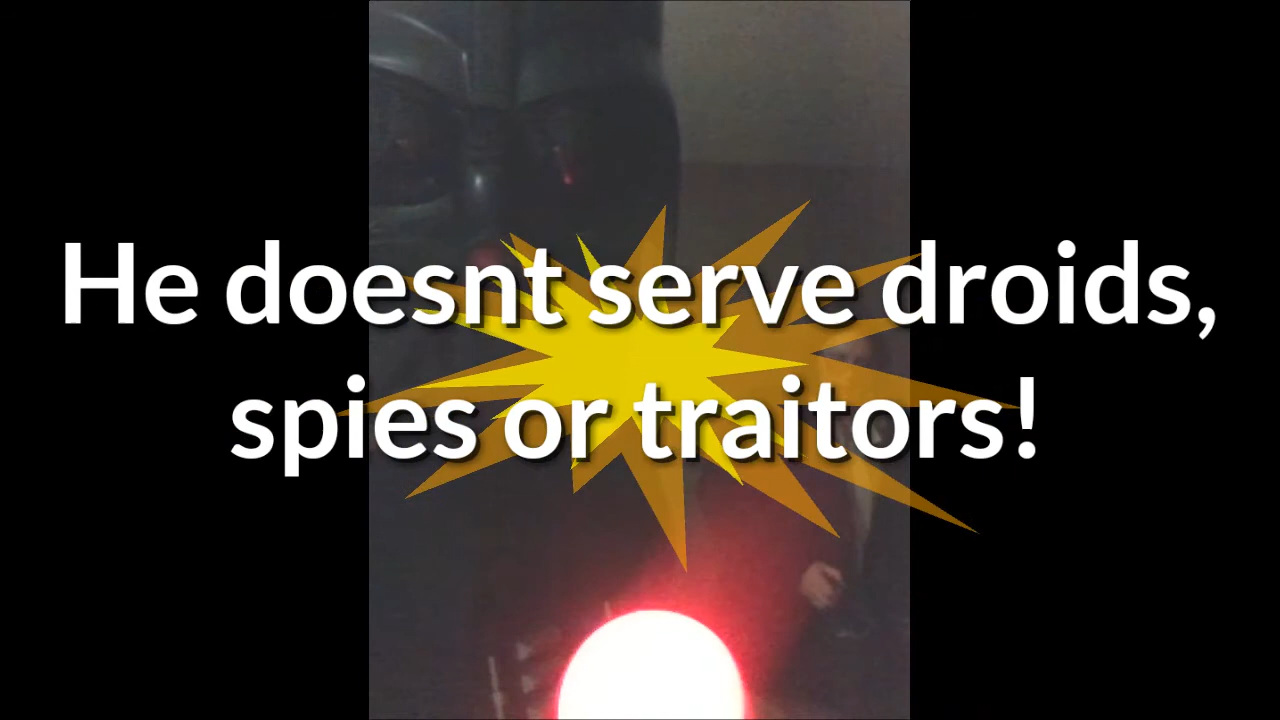 He doesnt serve droids,
spies or traitors!